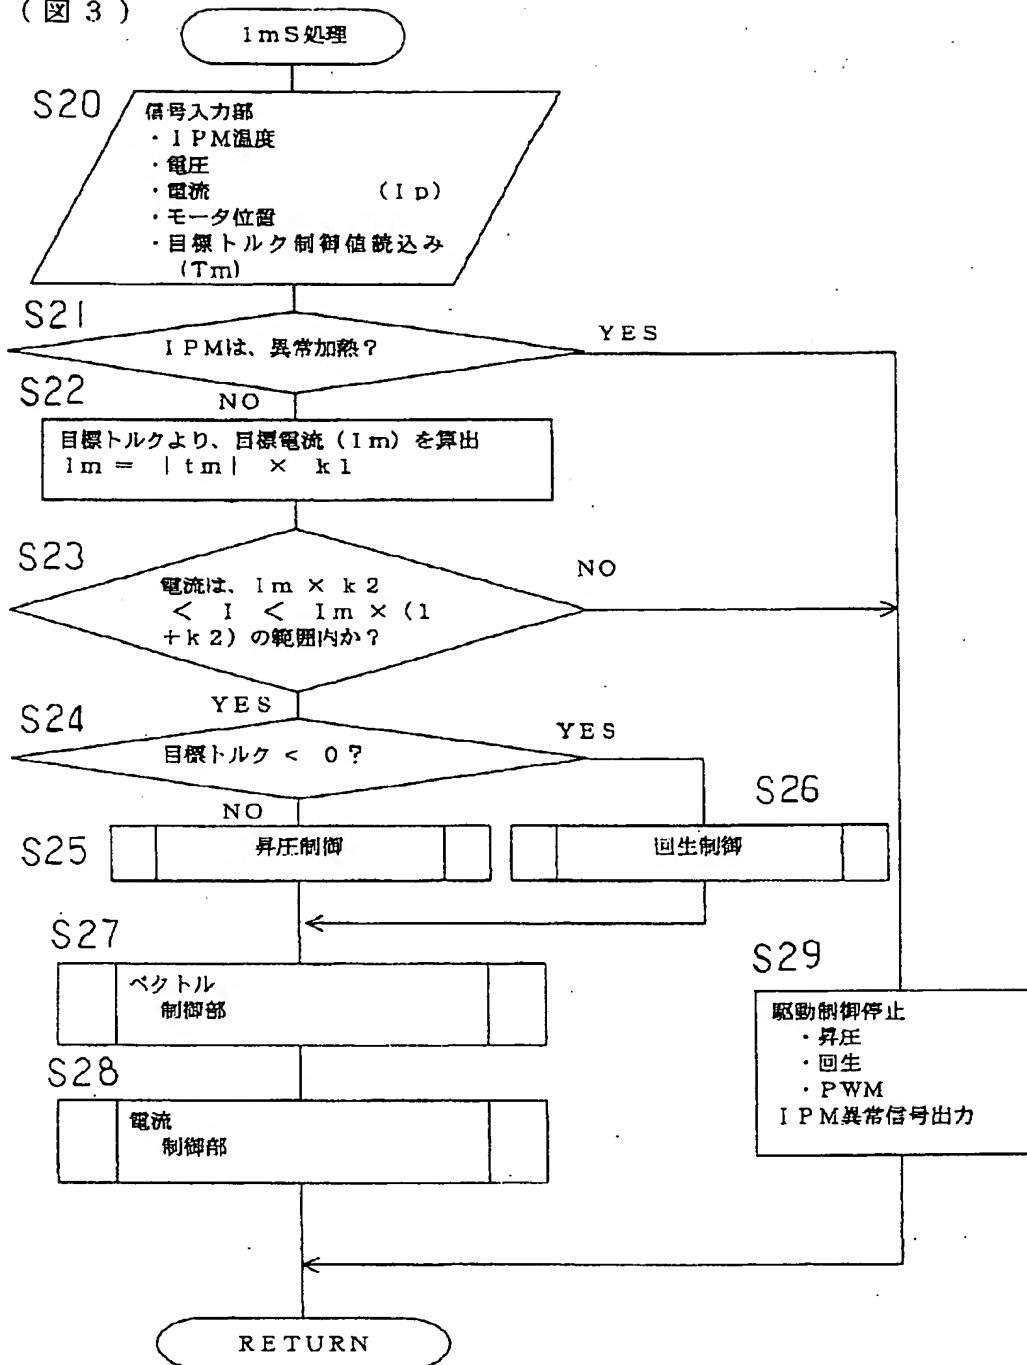 (図3)
1mS処理
S20
信号入力部
・IPM温度
・電圧
・電流 (Ip)
・モータ位置
・目標トルク制御値読込み
(Tm)
S21
IPMは、異常加熱?
YES
S22
NO
目標トルクより、目標電流(Im)を算出
Im = |tm| × k1
S23
電流は、Im × k2
< I < Im × (1
+k2) の範囲内か?
NO
YES
S24
目標トルク < 0?
YES
NO
S26
S25
昇圧制御
回生制御
S27
ベクトル
制御部
S29
駆動制御停止
・昇圧
・回生
・PWM
IPM異常信号出力
S28
電流
制御部
RETURN